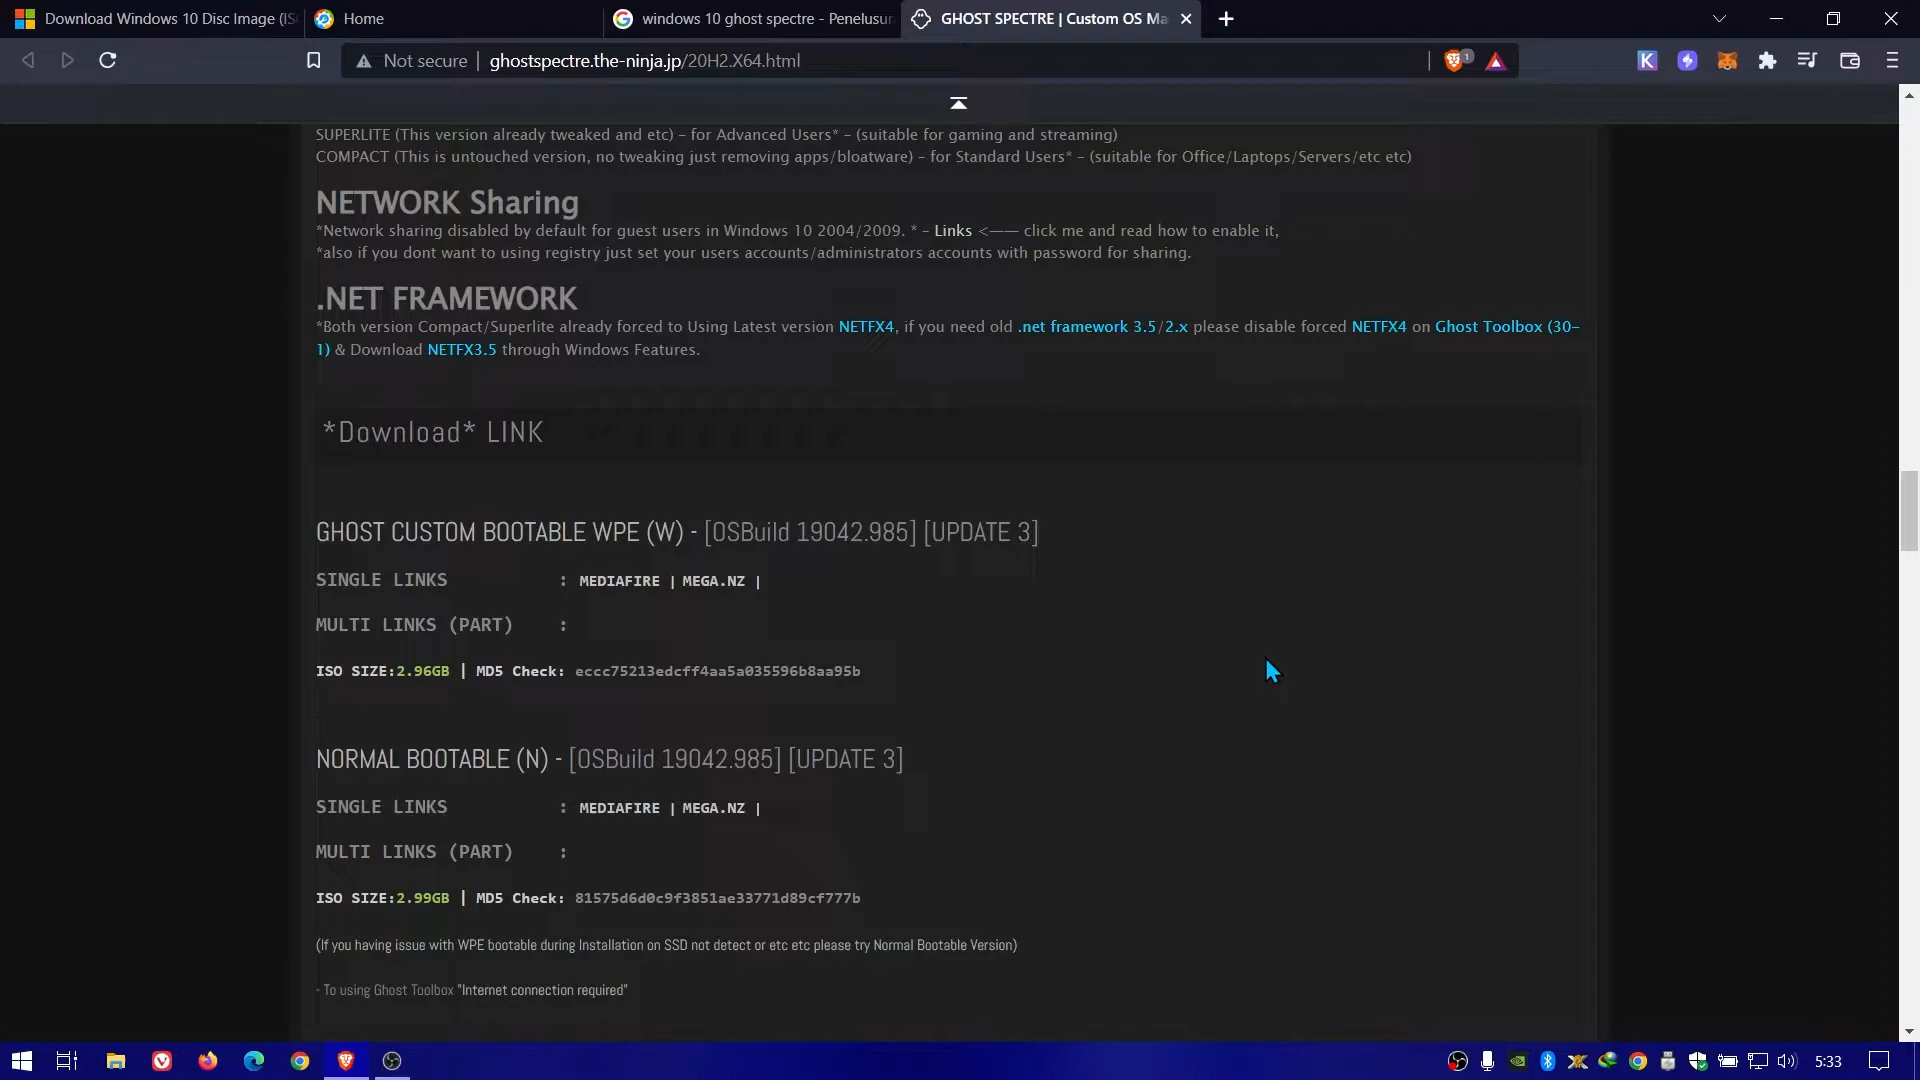 Download Windows 10 Disc Image (IS
Home
windows 10 ghost spectre - Penelusur
GHOST SPECTRE | Custom OS Ma
Not secure
ghostspectre.the-ninja.jp/20H2.X64.html
1
K
SUPERLITE (This version already tweaked and etc) – for Advanced Users* – (suitable for gaming and streaming)
COMPACT (This is untouched version, no tweaking just removing apps/bloatware) – for Standard Users* – (suitable for Office/Laptops/Servers/etc etc)
NETWORK Sharing
*Network sharing disabled by default for guest users in Windows 10 2004/2009. * – Links <—— click me and read how to enable it,
*also if you dont want to using registry just set your users accounts/administrators accounts with password for sharing.
.NET FRAMEWORK
*Both version Compact/Superlite already forced to Using Latest version NETFX4, if you need old .net framework 3.5/2.x please disable forced NETFX4 on Ghost Toolbox (30–
1) & Download NETFX3.5 through Windows Features.
*Download* LINK
GHOST CUSTOM BOOTABLE WPE (W) - [OSBuild 19042.985] [UPDATE 3]
SINGLE LINKS : MEDIAFIRE | MEGA.NZ |
MULTI LINKS (PART) :
ISO SIZE:2.96GB | MD5 Check: eccc75213edcff4aa5a035596b8aa95b
NORMAL BOOTABLE (N) - [OSBuild 19042.985] [UPDATE 3]
SINGLE LINKS : MEDIAFIRE | MEGA.NZ |
MULTI LINKS (PART) :
ISO SIZE:2.99GB | MD5 Check: 81575d6d0c9f3851ae33771d89cf777b
(If you having issue with WPE bootable during Installation on SSD not detect or etc etc please try Normal Bootable Version)
- To using Ghost Toolbox "Internet connection required"
5:33